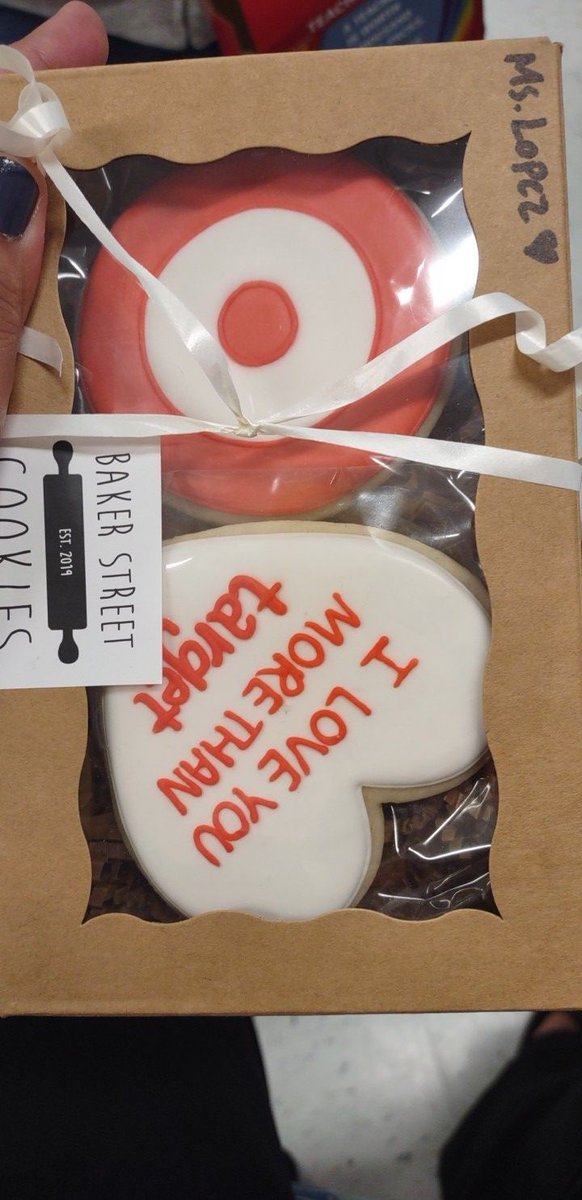 Ms. Lopez ♥
BAKER STREET
EST. 2019
COOKIES
I LOVE YOU
MORE THAN
target